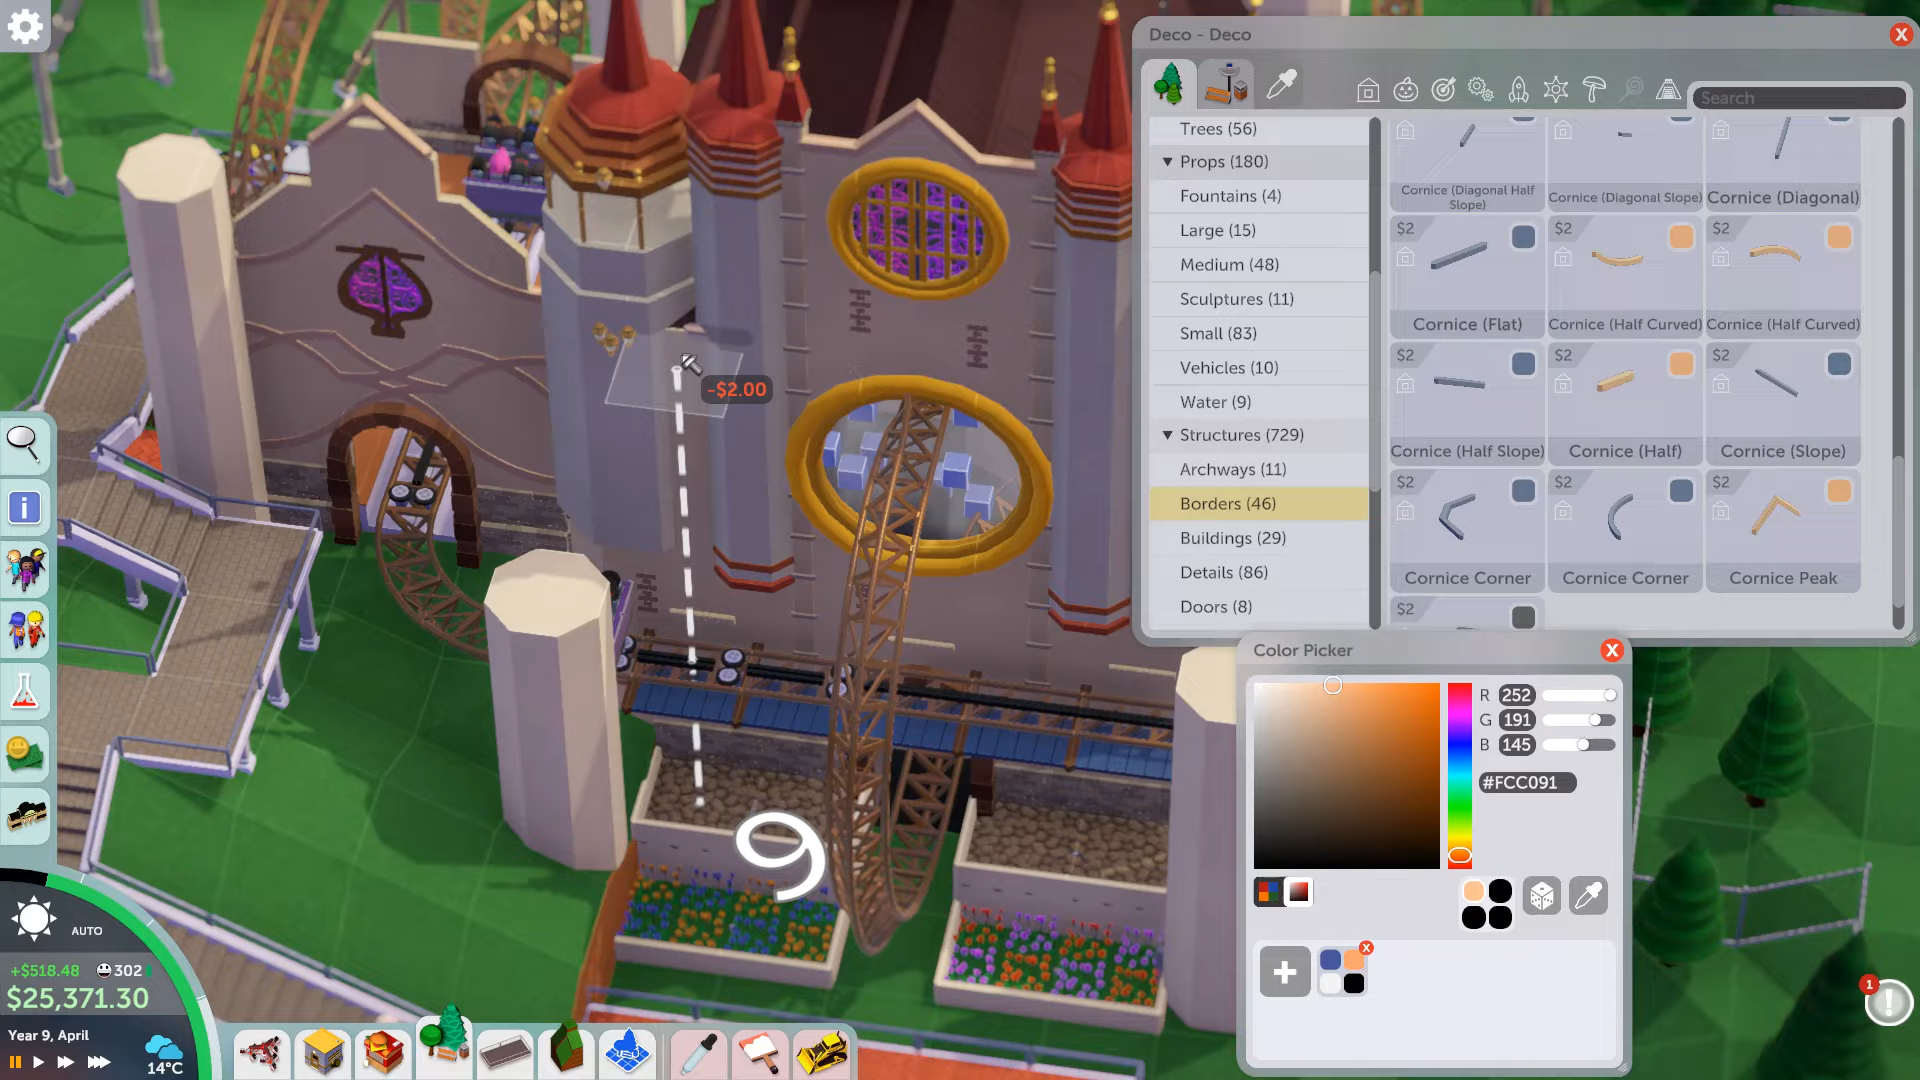 Deco - Deco
X
Search
Trees (56)
Props (180)
Fountains (4)
Large (15)
Medium (48)
Sculptures (11)
Small (83)
Vehicles (10)
Water (9)
Structures (729)
Archways (11)
Borders (46)
Buildings (29)
Details (86)
Doors (8)
Cornice (Diagonal Half Slope)
Cornice (Diagonal Slope)
Cornice (Diagonal)
$2
$2
$2
Cornice (Flat)
Cornice (Half Curved)
Cornice (Half Curved)
$2
$2
$2
Cornice (Half Slope)
Cornice (Half)
Cornice (Slope)
$2
$2
$2
Cornice Corner
Cornice Corner
Cornice Peak
$2
-$2.00
9
Color Picker
X
R 252
G 191
B 145
#FCC091
X
AUTO
+$518.48
302
$25,371.30
Year 9, April
14°C
1